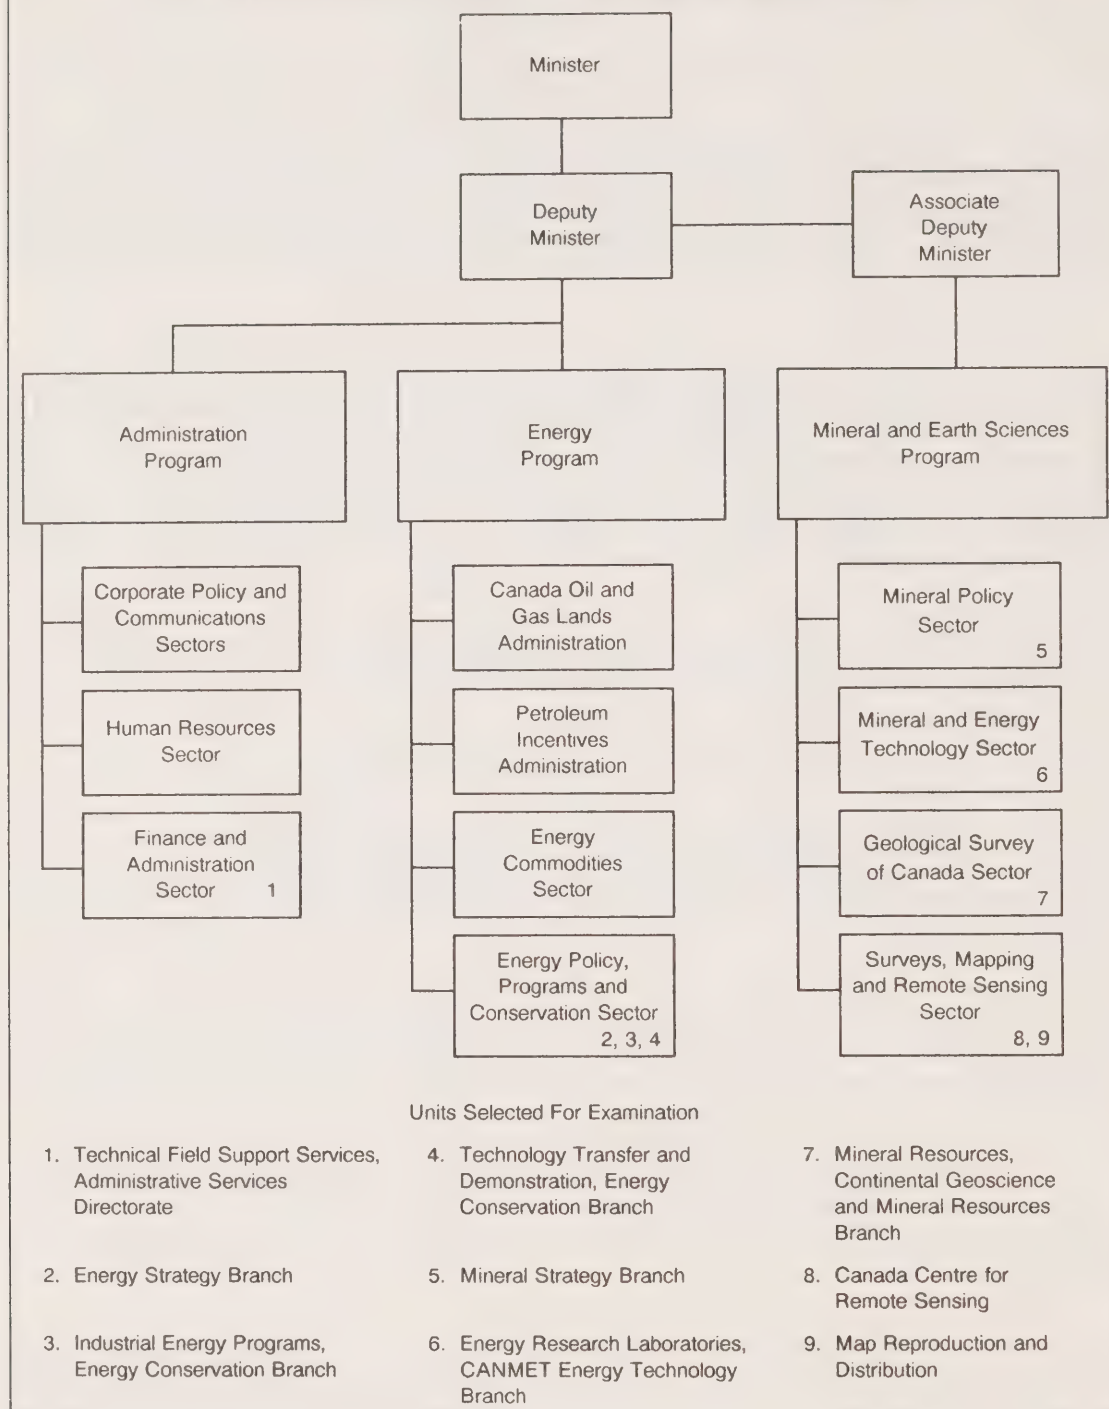 Minister
Deputy
Minister
Associate
Deputy
Minister
Administration
Program
Energy
Program
Mineral and Earth Sciences
Program
Corporate Policy and
Communications
Sectors
Human Resources
Sector
Finance and
Administration
Sector 1
Canada Oil and
Gas Lands
Administration
Petroleum
Incentives
Administration
Energy
Commodities
Sector
Energy Policy,
Programs and
Conservation Sector
2, 3, 4
Mineral Policy
Sector
5
Mineral and Energy
Technology Sector
6
Geological Survey
of Canada Sector
7
Surveys, Mapping
and Remote Sensing
Sector
8, 9
Units Selected For Examination
1. Technical Field Support Services,
Administrative Services
Directorate
2. Energy Strategy Branch
3. Industrial Energy Programs,
Energy Conservation Branch
4. Technology Transfer and
Demonstration, Energy
Conservation Branch
5. Mineral Strategy Branch
6. Energy Research Laboratories,
CANMET Energy Technology
Branch
7. Mineral Resources,
Continental Geoscience
and Mineral Resources
Branch
8. Canada Centre for
Remote Sensing
9. Map Reproduction and
Distribution